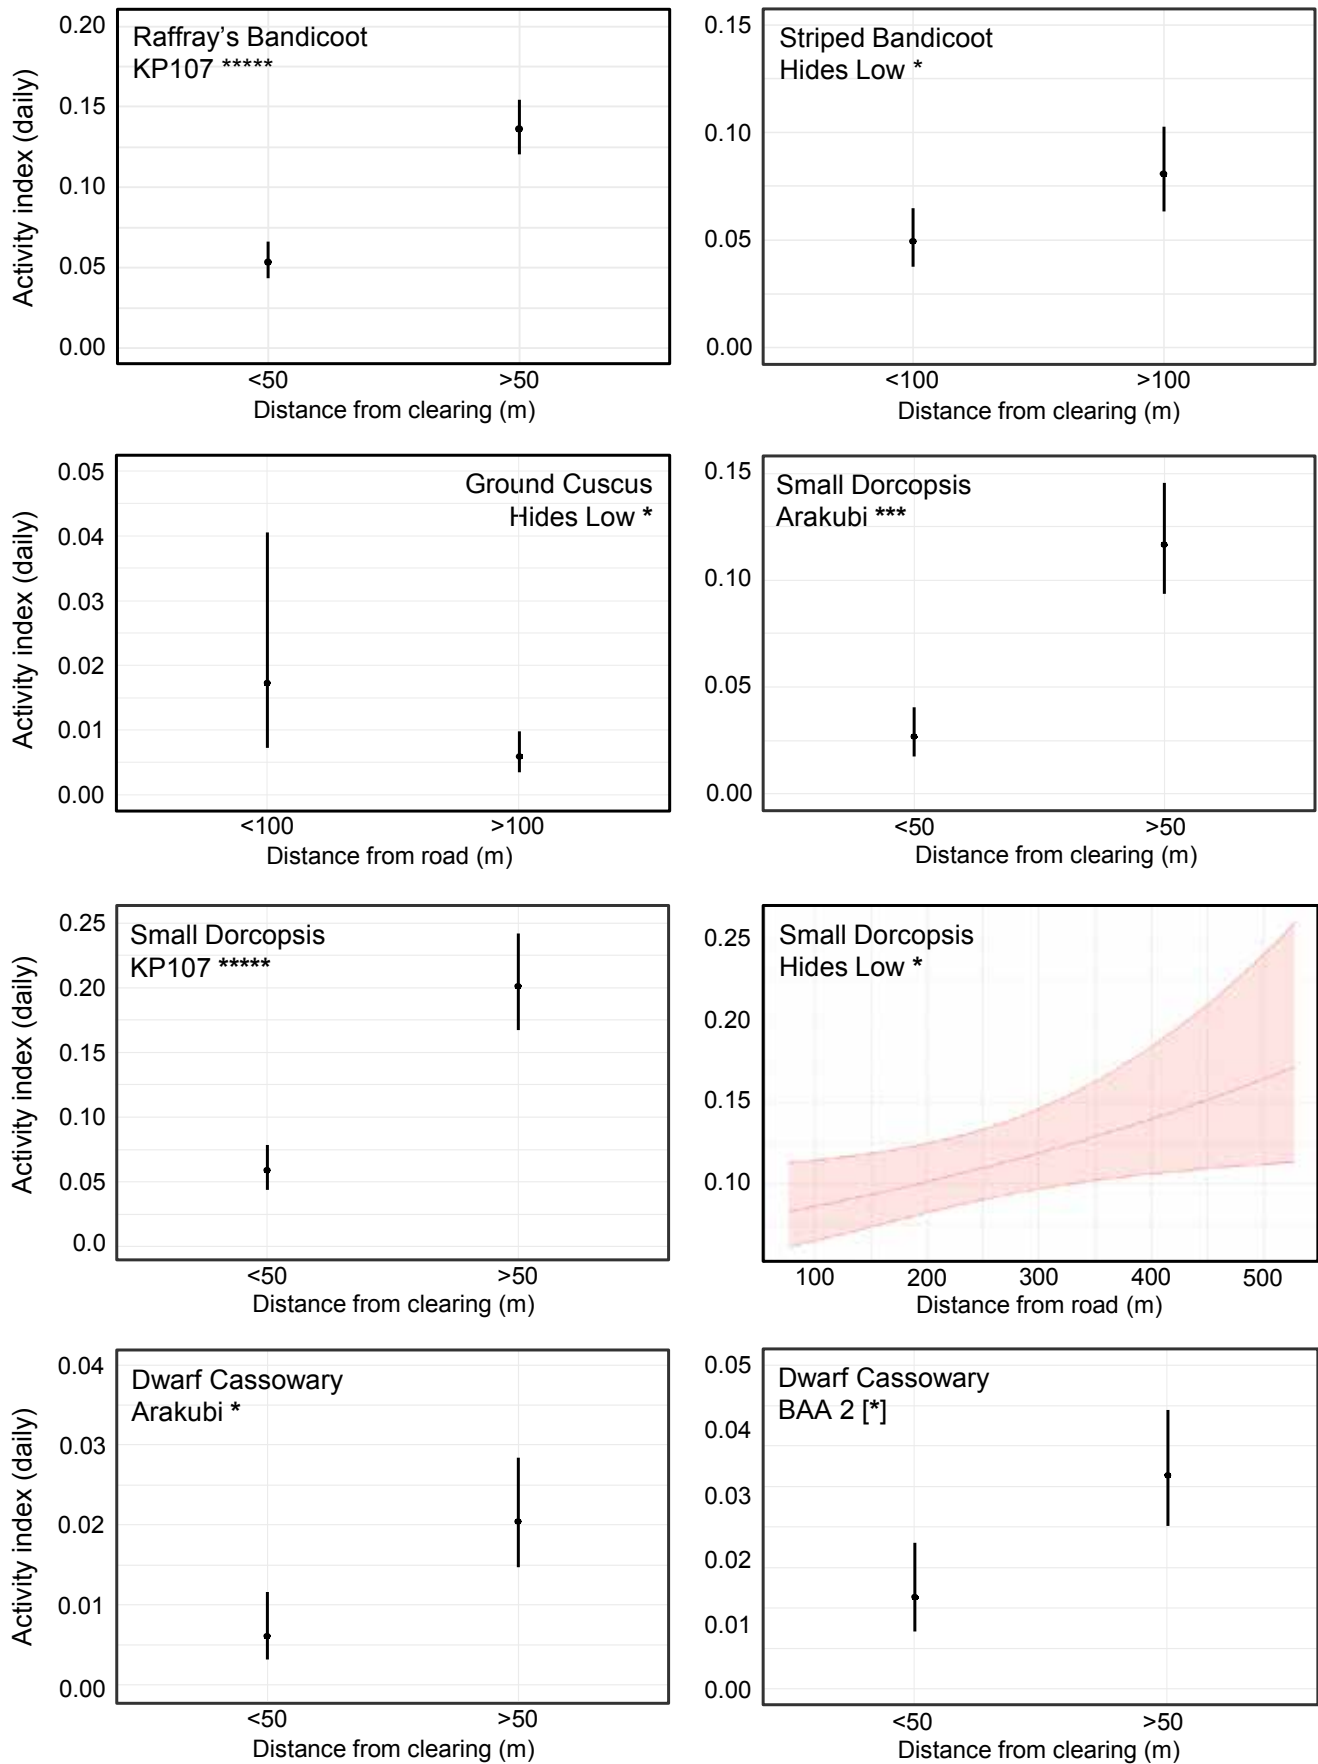 Raffray's Bandicoot
KP107 *****
Activity index (daily)
0.20
0.15
0.10
0.05
0.00
<50 >50
Distance from clearing (m)
Striped Bandicoot
Hides Low *
0.15
0.10
0.05
0.00
<100 >100
Distance from clearing (m)
Ground Cuscus
Hides Low *
Activity index (daily)
0.05
0.04
0.03
0.02
0.01
0.00
<100 >100
Distance from road (m)
Small Dorcopsis
Arakubi ***
0.15
0.10
0.05
0.00
<50 >50
Distance from clearing (m)
Small Dorcopsis
KP107 *****
Activity index (daily)
0.25
0.20
0.15
0.10
0.05
0.0
<50 >50
Distance from clearing (m)
Small Dorcopsis
Hides Low *
0.25
0.20
0.15
0.10
100 200 300 400 500
Distance from road (m)
Dwarf Cassowary
Arakubi *
Activity index (daily)
0.04
0.03
0.02
0.01
0.00
<50 >50
Distance from clearing (m)
Dwarf Cassowary
BAA 2 [*]
0.05
0.04
0.03
0.02
0.01
0.00
<50 >50
Distance from clearing (m)